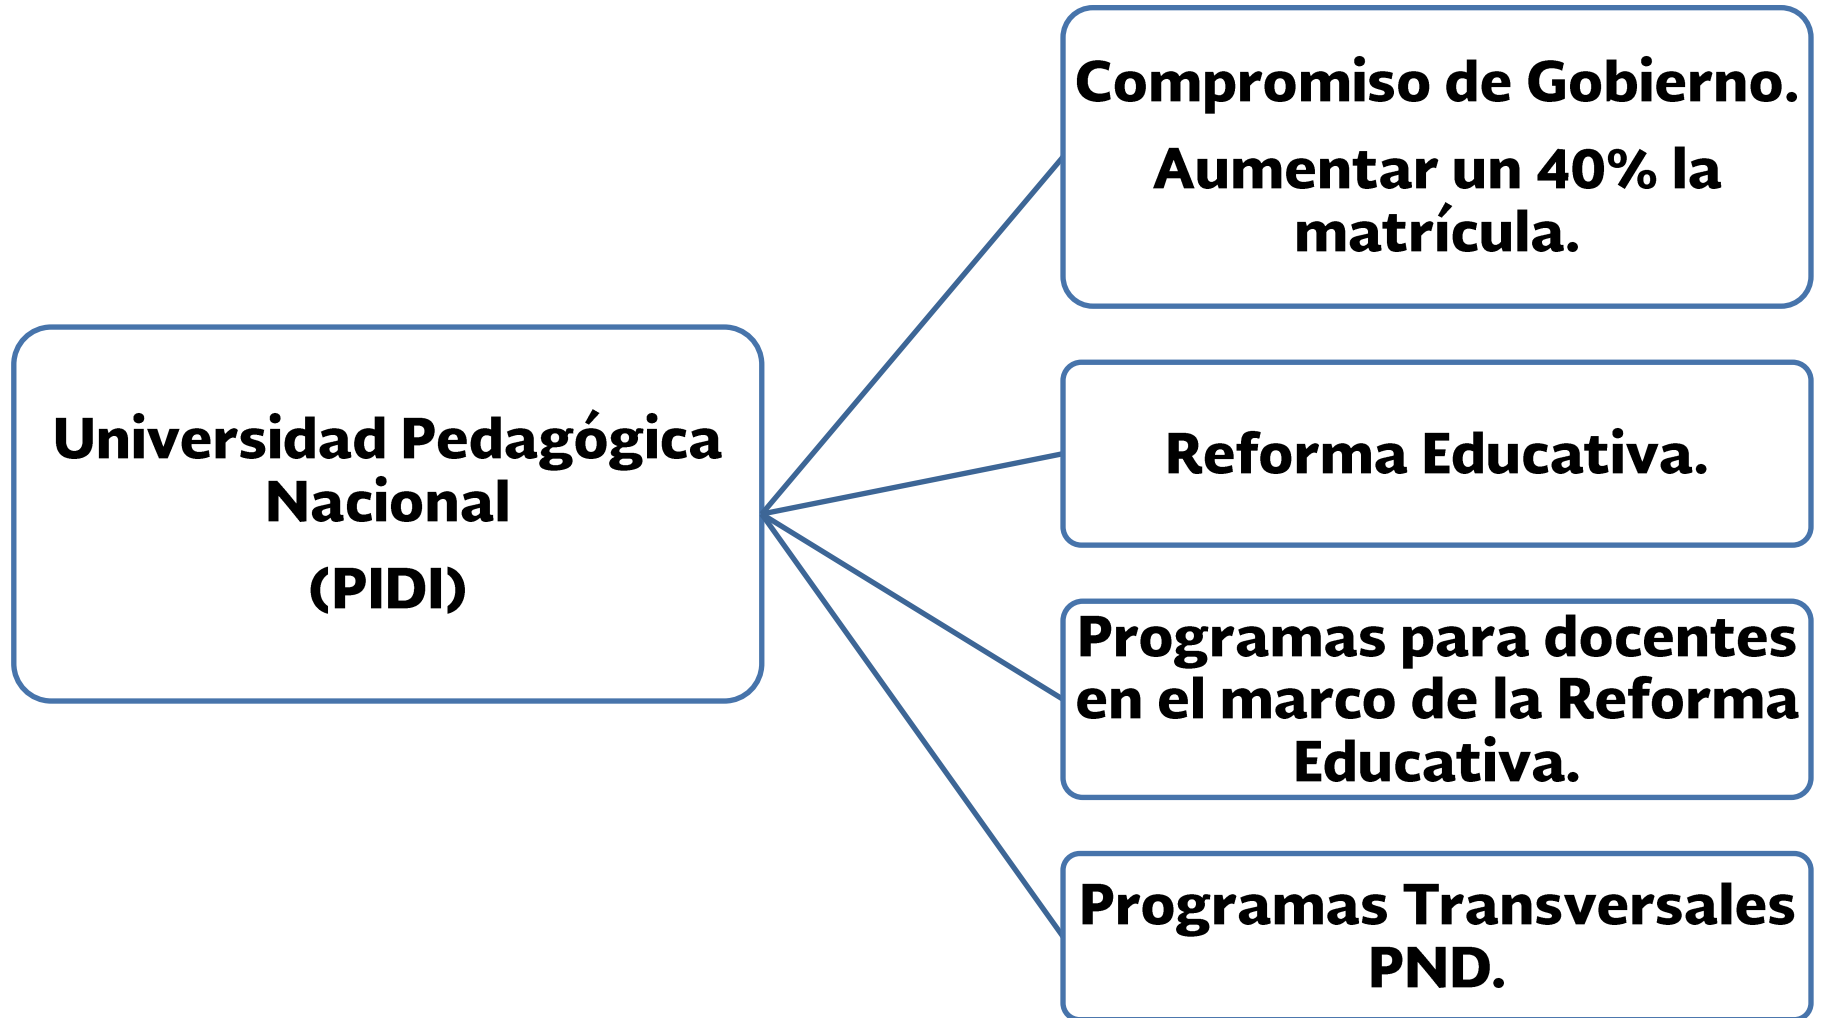 Universidad Pedagógica
Nacional
(PIDI)
Compromiso de Gobierno.
Aumentar un 40% la
matrícula.
Reforma Educativa.
Programas para docentes
en el marco de la Reforma
Educativa.
Programas Transversales
PND.